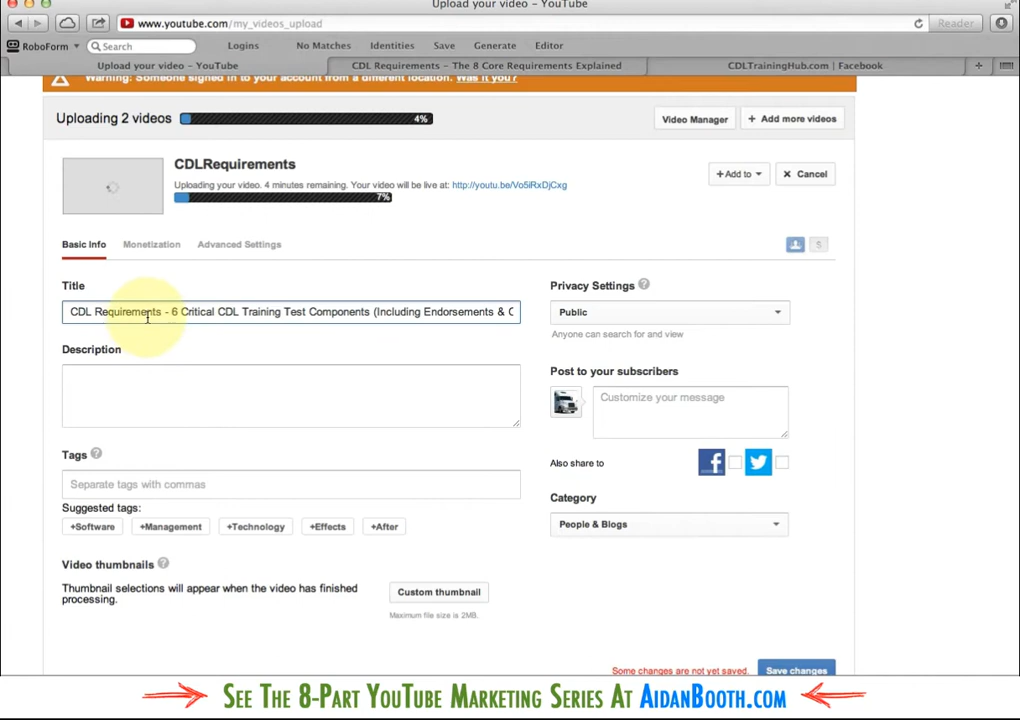 Upload your video – YouTube
www.youtube.com/my_videos_upload
Reader
RoboForm
Search
Logins
No Matches
Identities
Save
Generate
Editor
Upload your video – YouTube
CDL Requirements – The 8 Core Requirements Explained
CDLTrainingHub.com | Facebook
Warning: Someone signed in to your account from a different location. Was it you?
Uploading 2 videos
4%
Video Manager
+ Add more videos
CDLRequirements
Uploading your video. 4 minutes remaining. Your video will be live at: http://youtu.be/Vo5iRxDjCxg
7%
+Add to
× Cancel
Basic Info
Monetization
Advanced Settings
$
Title
Privacy Settings ?
CDL Requirements - 6 Critical CDL Training Test Components (Including Endorsements & C
Public
Anyone can search for and view
Description
Post to your subscribers
Customize your message
Tags ?
Also share to
Separate tags with commas
Category
Suggested tags:
+Software
+Management
+Technology
+Effects
+After
People & Blogs
Video thumbnails ?
Thumbnail selections will appear when the video has finished
processing.
Custom thumbnail
Maximum file size is 2MB.
Some changes are not yet saved.
Save changes
See The 8-Part YouTube Marketing Series At AidanBooth.com